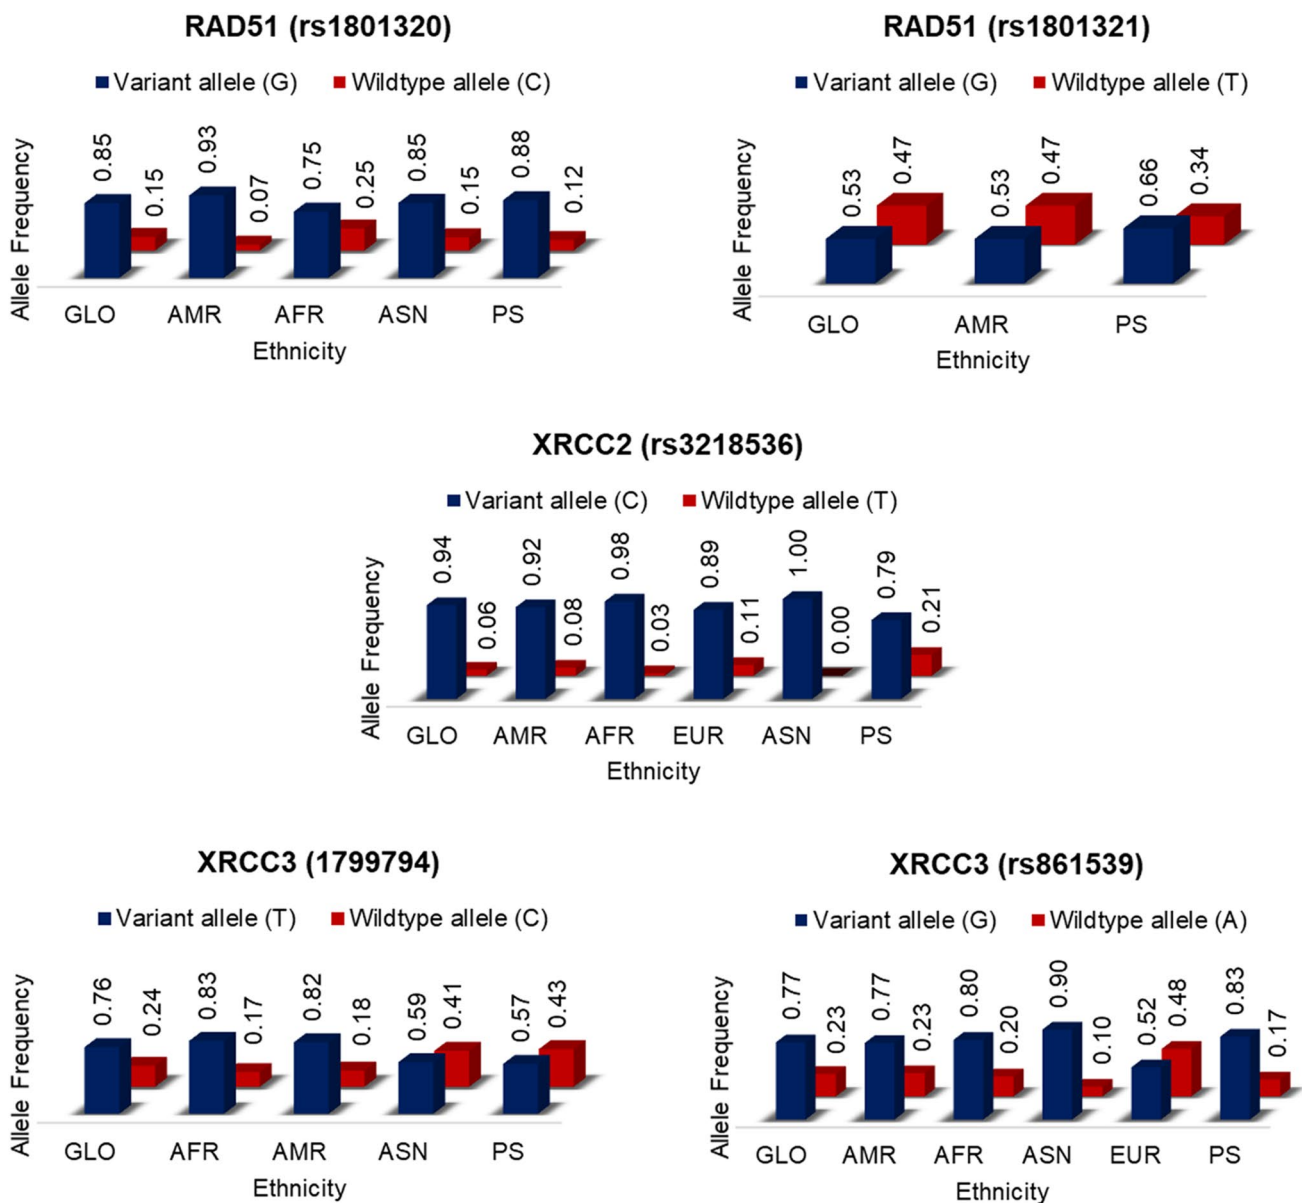 RAD51 (rs1801320)
Variant allele (G) Wildtype allele (C)
Allele Frequency
0.85 0.15 0.93 0.07 0.75 0.25 0.85 0.15 0.88 0.12
GLO AMR AFR ASN PS
Ethnicity
RAD51 (rs1801321)
Variant allele (G) Wildtype allele (T)
Allele Frequency
0.53 0.47 0.53 0.47 0.66 0.34
GLO AMR PS
Ethnicity
XRCC2 (rs3218536)
Variant allele (C) Wildtype allele (T)
Allele Frequency
0.94 0.06 0.92 0.08 0.98 0.03 0.89 0.11 1.00 0.00 0.79 0.21
GLO AMR AFR EUR ASN PS
Ethnicity
XRCC3 (1799794)
Variant allele (T) Wildtype allele (C)
Allele Frequency
0.76 0.24 0.83 0.17 0.82 0.18 0.59 0.41 0.57 0.43
GLO AFR AMR ASN PS
Ethnicity
XRCC3 (rs861539)
Variant allele (G) Wildtype allele (A)
Allele Frequency
0.77 0.23 0.77 0.23 0.80 0.20 0.90 0.10 0.52 0.48 0.83 0.17
GLO AMR AFR ASN EUR PS
Ethnicity